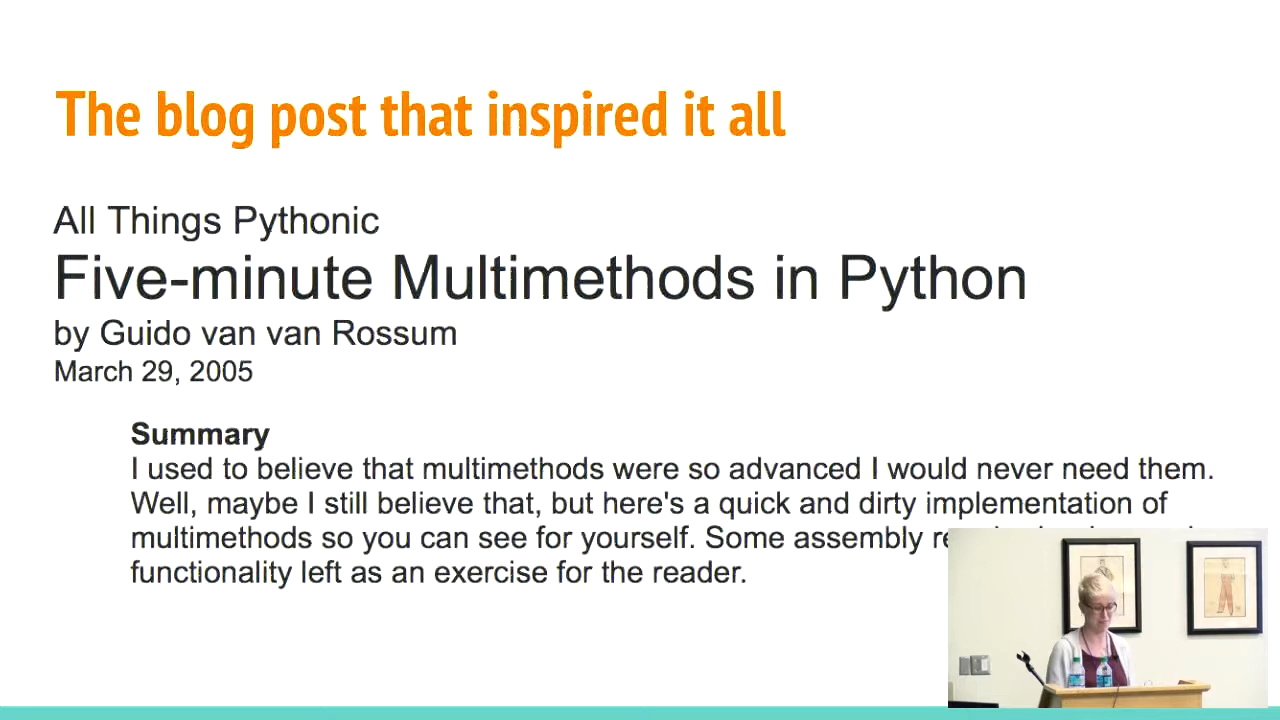 The blog post that inspired it all
All Things Pythonic
Five-minute Multimethods in Python
by Guido van van Rossum
March 29, 2005
Summary
I used to believe that multimethods were so advanced I would never need them.
Well, maybe I still believe that, but here's a quick and dirty implementation of
multimethods so you can see for yourself. Some assembly
functionality left as an exercise for the reader.